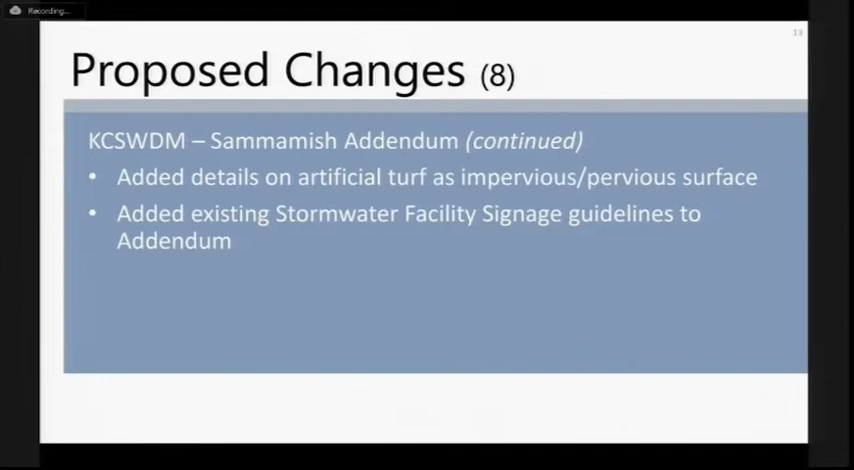 Recording...
13
Proposed Changes (8)
KCSWDM – Sammamish Addendum (continued)
• Added details on artificial turf as impervious/pervious surface
• Added existing Stormwater Facility Signage guidelines to
Addendum